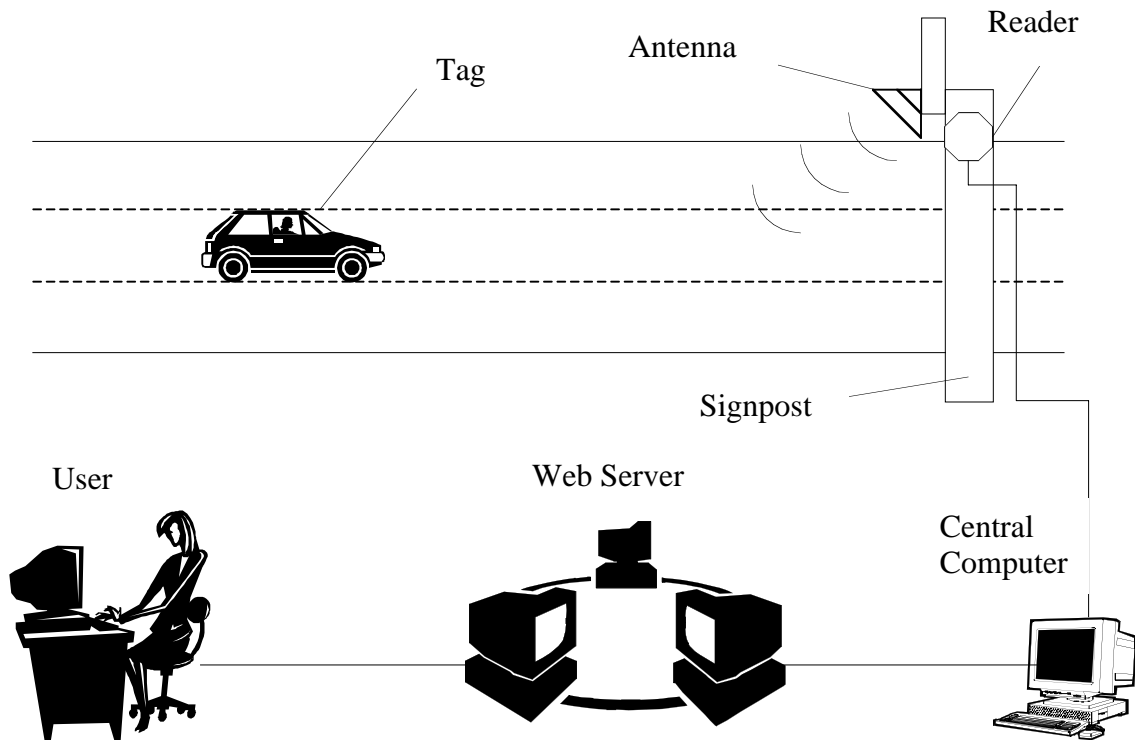 Reader
Antenna
Tag
Signpost
User
Web Server
Central
Computer